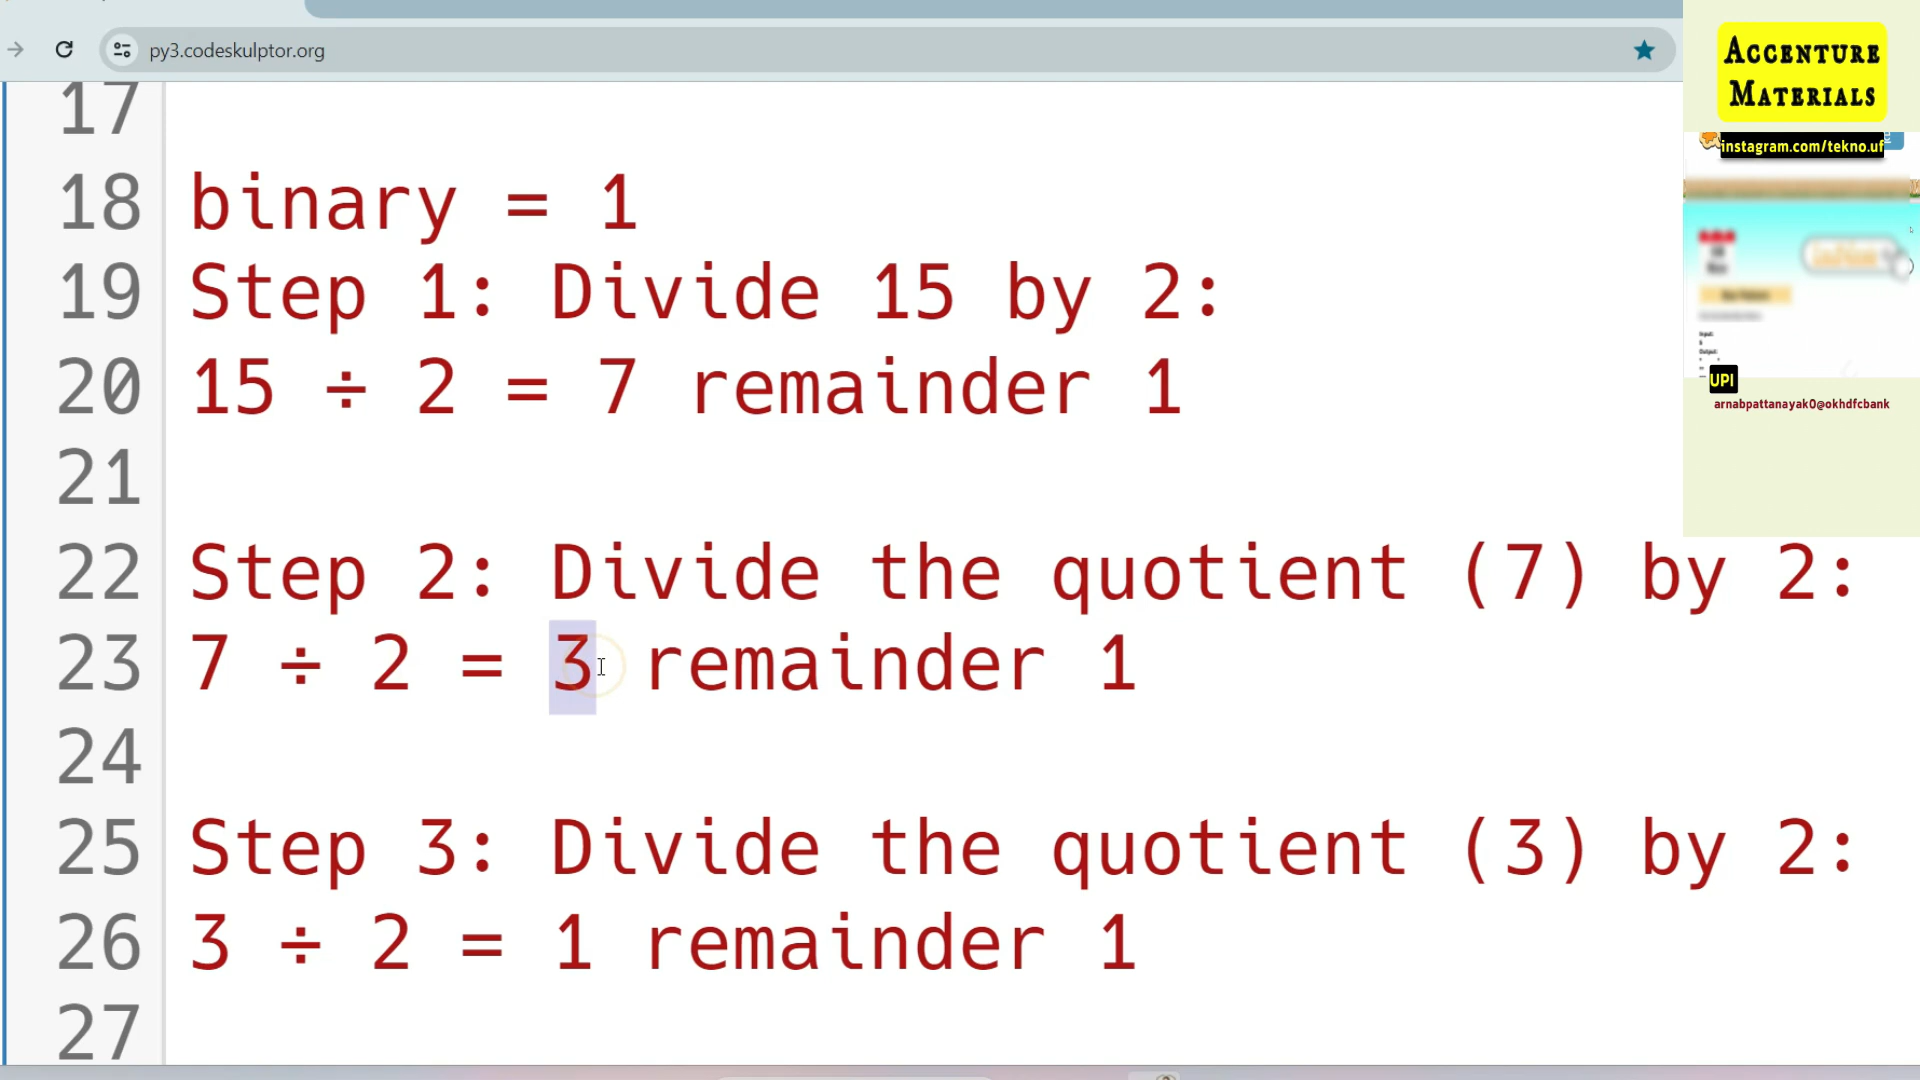 py3.codeskulptor.org
17
18 binary = 1
19 Step 1: Divide 15 by 2:
20 15 ÷ 2 = 7 remainder 1
21
22 Step 2: Divide the quotient (7) by 2:
23 7 ÷ 2 = 3 remainder 1
24
25 Step 3: Divide the quotient (3) by 2:
26 3 ÷ 2 = 1 remainder 1
27
ACCENTURE
MATERIALS
instagram.com/tekno.uf
Input:
Output:
UPI
arnabpattanayak0@okhdfcbank